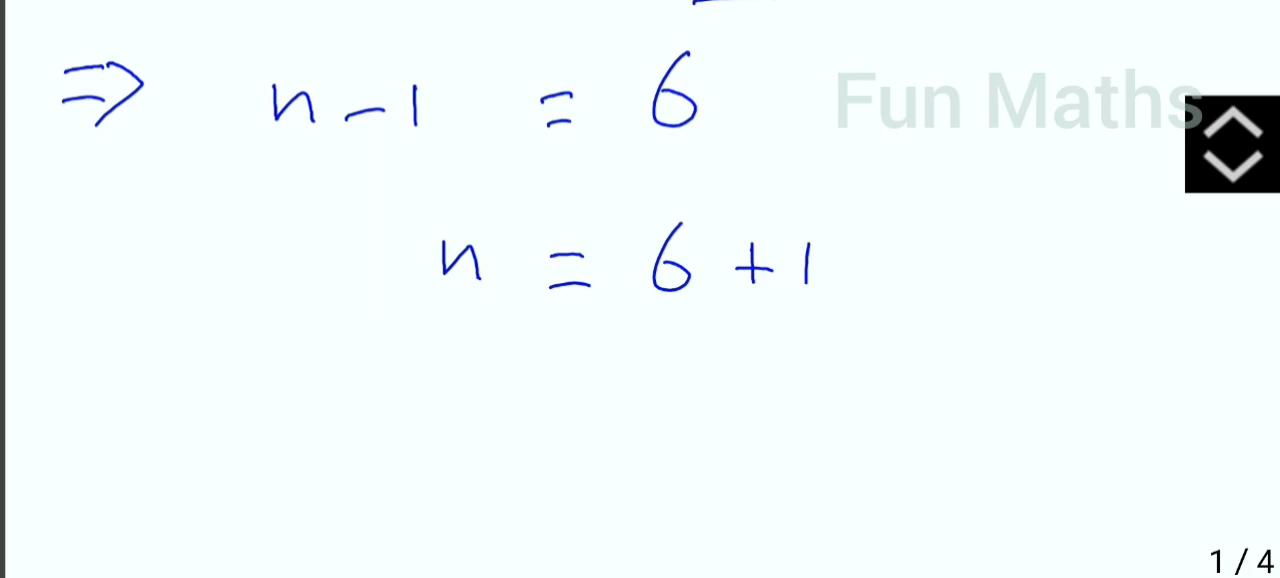 ⇒ n - 1 = 6
Fun Maths
n = 6 + 1
1 / 4